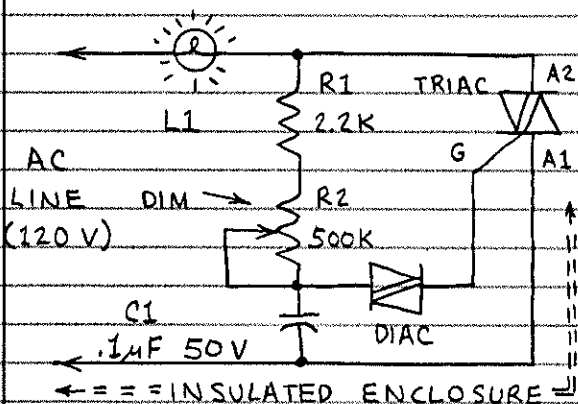 R1
TRIAC
A2
L1
2.2K
G
A1
AC
LINE
DIM
R2
(120 V)
500K
C1
DIAC
.1µF 50V
INSULATED ENCLOSURE